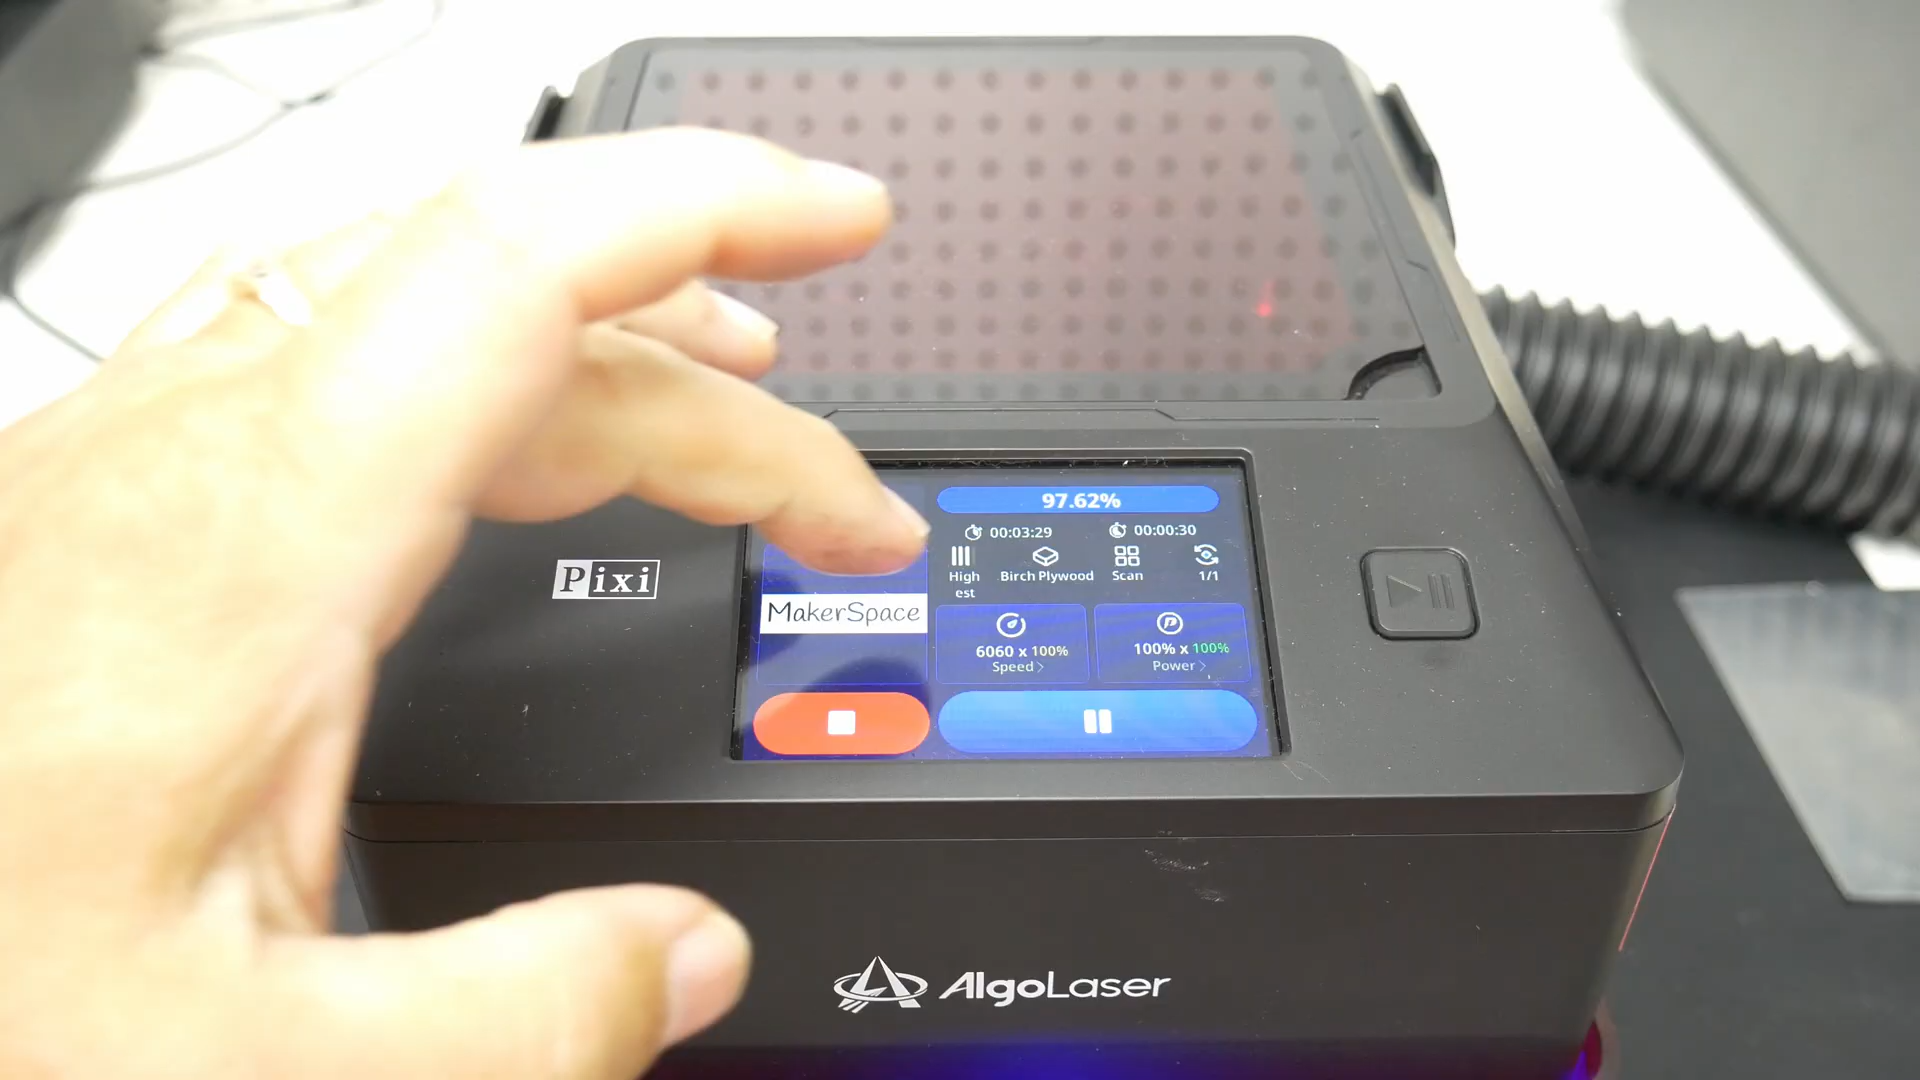 97.62%
00:03:29 00:00:30
High
est
Birch Plywood
Scan
1/1
Pixi
MakerSpace
6060 x 100%
Speed >
100% x 100%
Power >
AlgoLaser